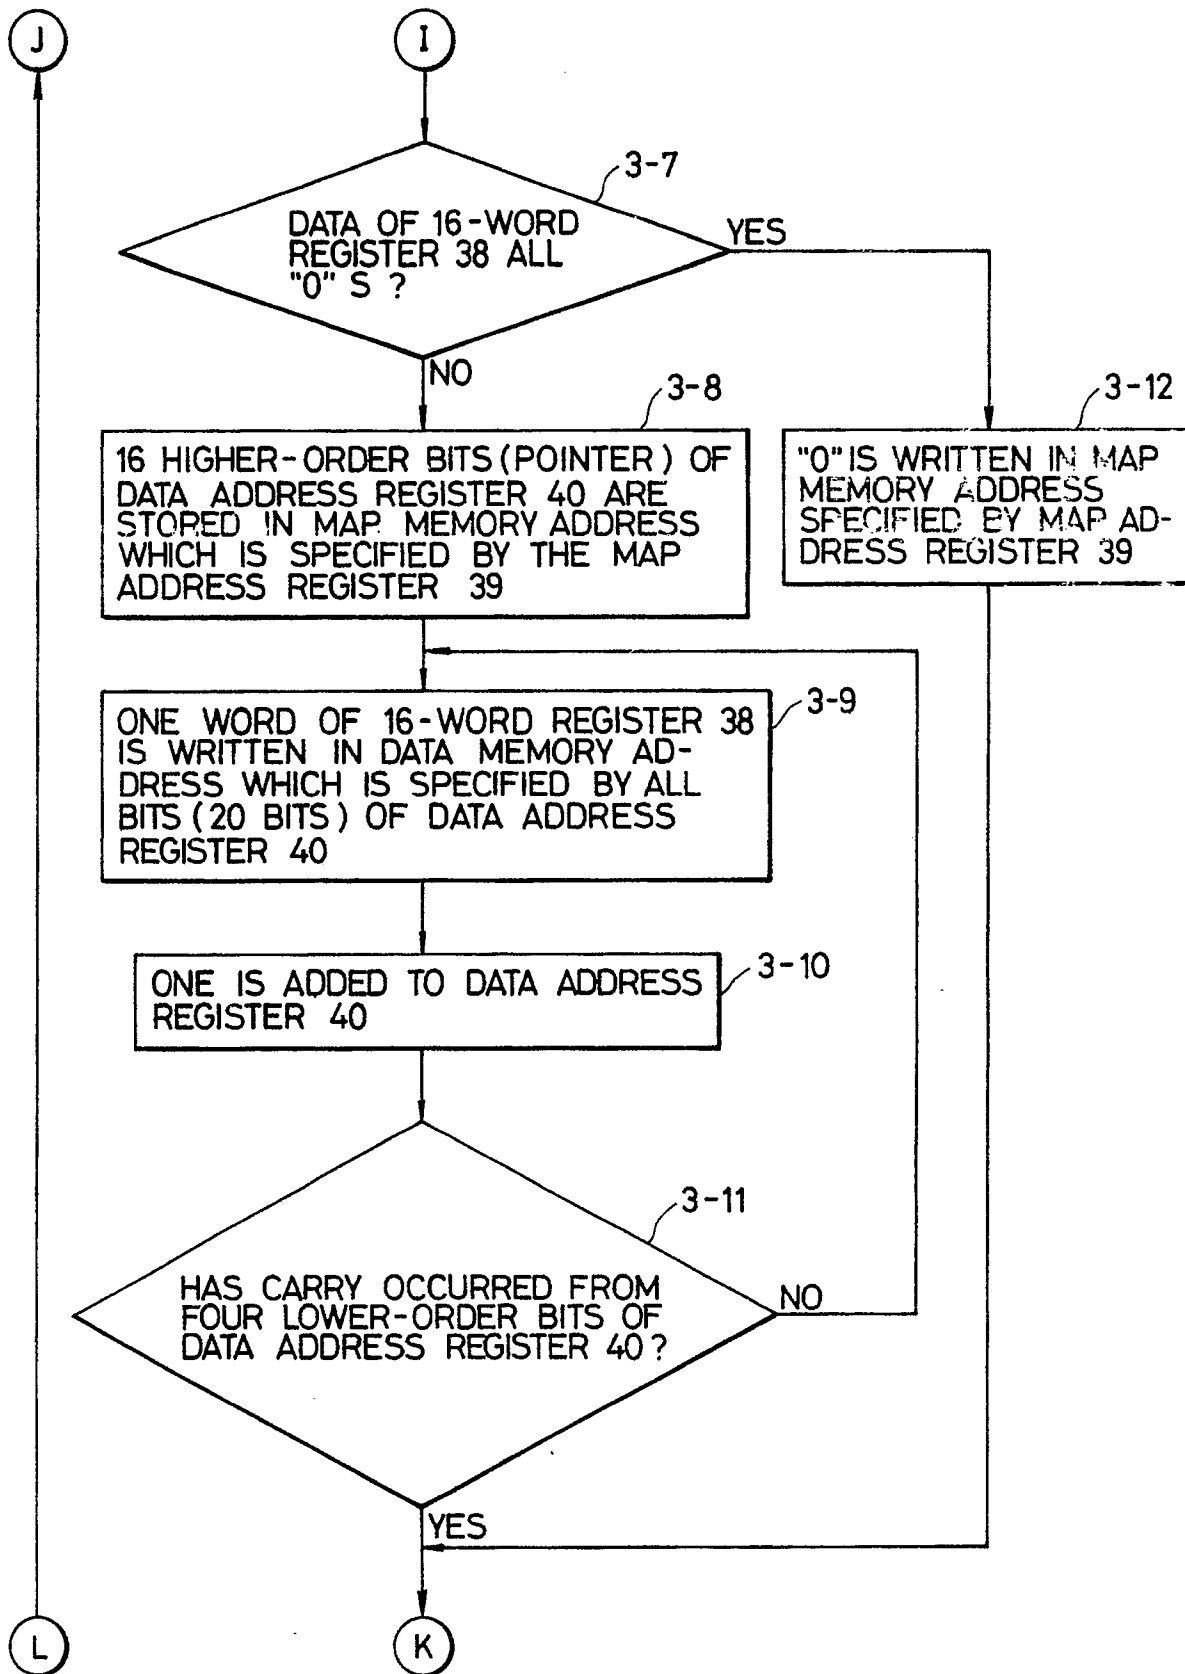 J
I
3-7
DATA OF 16-WORD
REGISTER 38 ALL
"0" S ?
YES
NO
3-8
16 HIGHER-ORDER BITS (POINTER) OF
DATA ADDRESS REGISTER 40 ARE
STORED IN MAP MEMORY ADDRESS
WHICH IS SPECIFIED BY THE MAP
ADDRESS REGISTER 39
3-12
"0" IS WRITTEN IN MAP
MEMORY ADDRESS
SPECIFIED BY MAP AD-
DRESS REGISTER 39
3-9
ONE WORD OF 16-WORD REGISTER 38
IS WRITTEN IN DATA MEMORY AD-
DRESS WHICH IS SPECIFIED BY ALL
BITS (20 BITS) OF DATA ADDRESS
REGISTER 40
3-10
ONE IS ADDED TO DATA ADDRESS
REGISTER 40
3-11
HAS CARRY OCCURRED FROM
FOUR LOWER-ORDER BITS OF
DATA ADDRESS REGISTER 40?
NO
YES
L
K